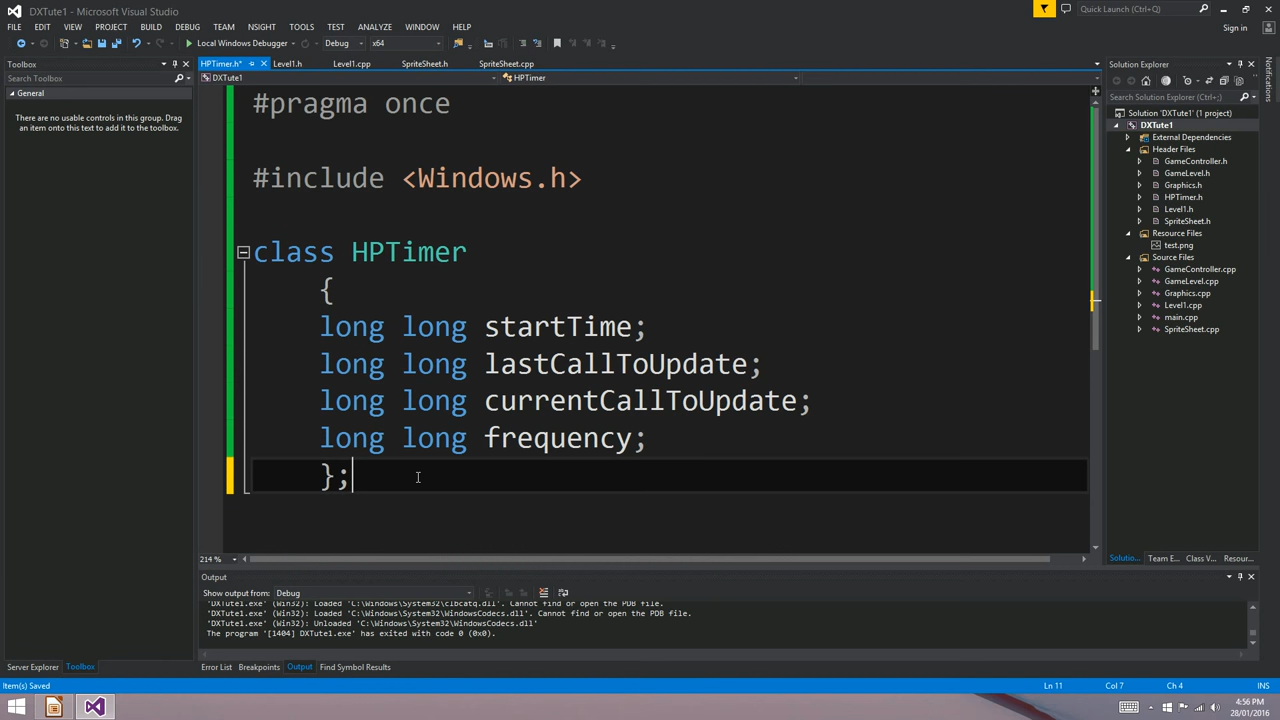 DXTute1 - Microsoft Visual Studio
Quick Launch (Ctrl+;)
FILE EDIT VIEW PROJECT BUILD DEBUG TEAM NSIGHT TOOLS TEST ANALYZE WINDOW HELP
Sign in
Local Windows Debugger Debug x64
Toolbox
HPTimer.h* Level1.h Level1.cpp SpriteSheet.h SpriteSheet.cpp
Solution Explorer
Notifications
Search Toolbox
DXTute1 HPTimer
General
There are no usable controls in this group. Drag
an item onto this text to add it to the toolbox.
#pragma once
#include <Windows.h>
class HPTimer
{
long long startTime;
long long lastCallToUpdate;
long long currentCallToUpdate;
long long frequency;
};
214 %
Search Solution Explorer (Ctrl+;)
Solution 'DXTute1' (1 project)
DXTute1
External Dependencies
Header Files
GameController.h
GameLevel.h
Graphics.h
HPTimer.h
Level1.h
SpriteSheet.h
Resource Files
test.png
Source Files
GameController.cpp
GameLevel.cpp
Graphics.cpp
Level1.cpp
main.cpp
SpriteSheet.cpp
Solutio... Team E... Class V... Resour...
Output
Show output from: Debug
'DXTute1.exe' (Win32): Loaded 'C:\Windows\System32\clbcatq.dll'. Cannot find or open the PDB file.
'DXTute1.exe' (Win32): Loaded 'C:\Windows\System32\WindowsCodecs.dll'. Cannot find or open the PDB file.
'DXTute1.exe' (Win32): Unloaded 'C:\Windows\System32\WindowsCodecs.dll'
The program '[1404] DXTute1.exe' has exited with code 0 (0x0).
Server Explorer Toolbox
Error List Breakpoints Output Find Symbol Results
Item(s) Saved
Ln 11 Col 7 Ch 4 INS
4:56 PM
28/01/2016